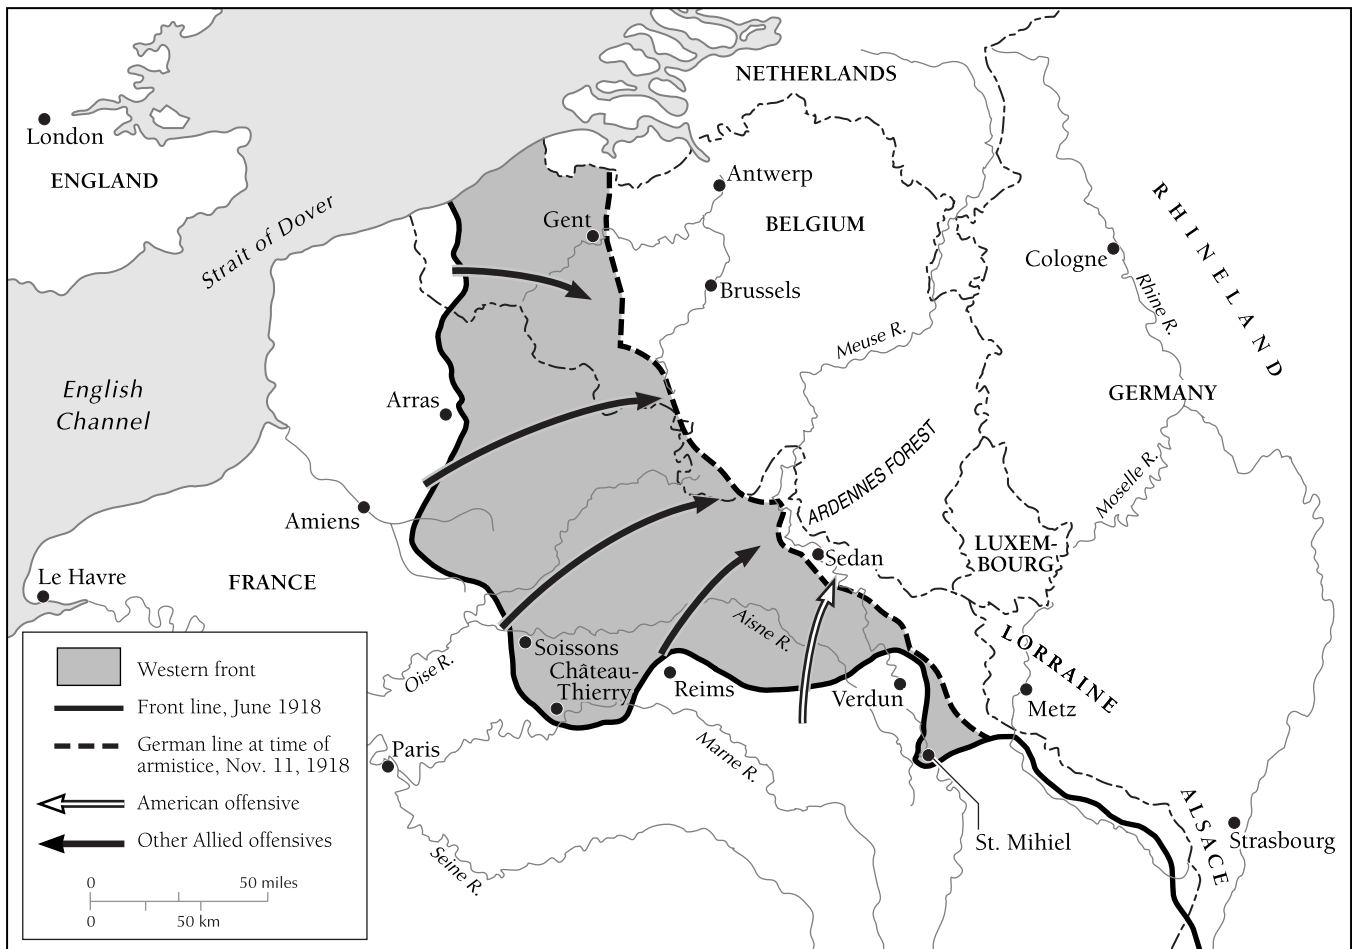 NETHERLANDS
London
ENGLAND
Strait of Dover
Antwerp
Gent
BELGIUM
RHINELAND
Cologne
Rhine R.
Brussels
Meuse R.
English
Channel
Arras
GERMANY
ARDENNES FOREST
Moselle R.
Amiens
LUXEM-
BOURG
Sedan
Le Havre
FRANCE
Aisne R.
Soissons
Château-
Thierry
Oise R.
Reims
Verdun
LORRAINE
Metz
Paris
Marne R.
St. Mihiel
ALSACE
Strasbourg
Seine R.
Western front
Front line, June 1918
German line at time of
armistice, Nov. 11, 1918
American offensive
Other Allied offensives
0 50 miles
0 50 km